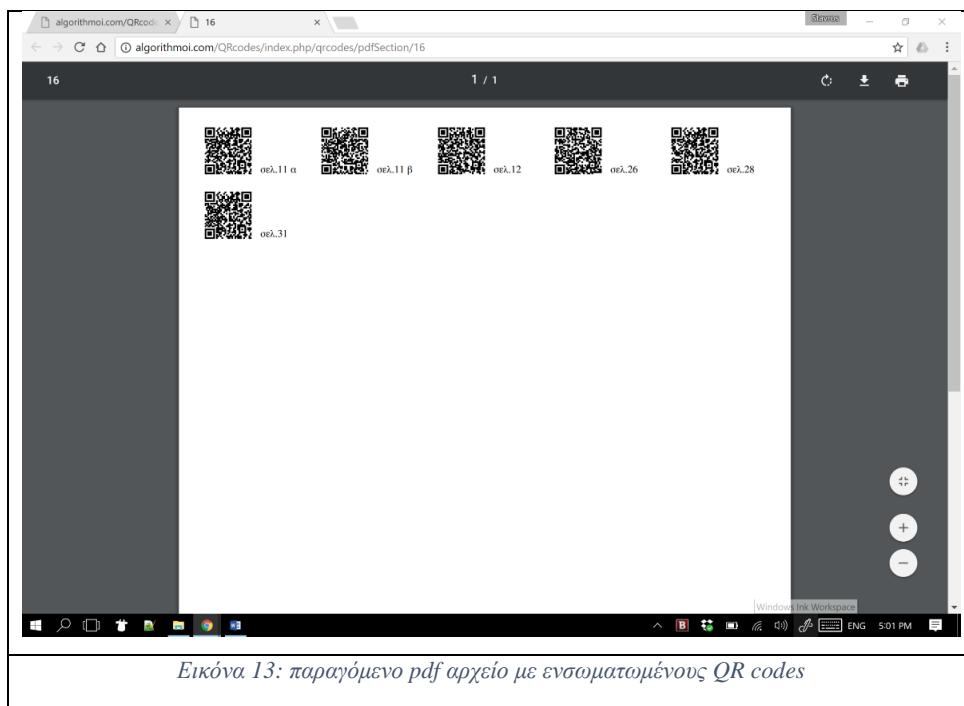 algorithmoi.com/QRcod
16
Stavros
algorithmoi.com/QRcodes/index.php/qrcodes/pdfSection/16
16
1 / 1
σελ.11 α
σελ.11 β
σελ.12
σελ.26
σελ.28
σελ.31
Windows Ink Workspace
ENG 5:01 PM
Εικόνα 13: παραγόμενο pdf αρχείο με ενσωματωμένους QR codes